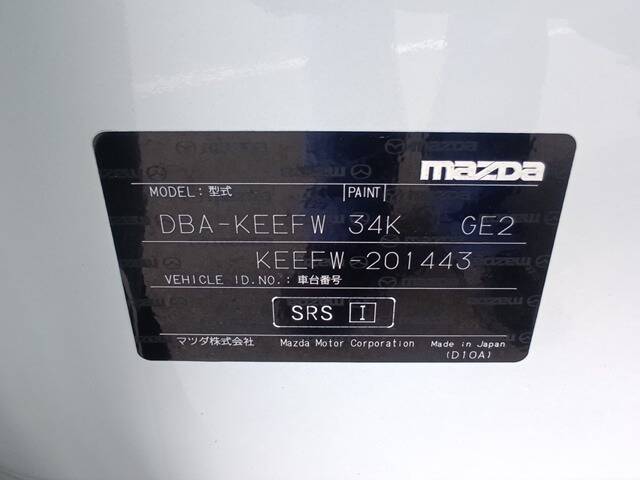 mazda
MODEL: 型式 PAINT
DBA-KEEFW 34K GE2
KEEFW-201443
VEHICLE ID.NO.: 車台番号
SRS I
マツダ株式会社 Mazda Motor Corporation Made in Japan
(D10A)